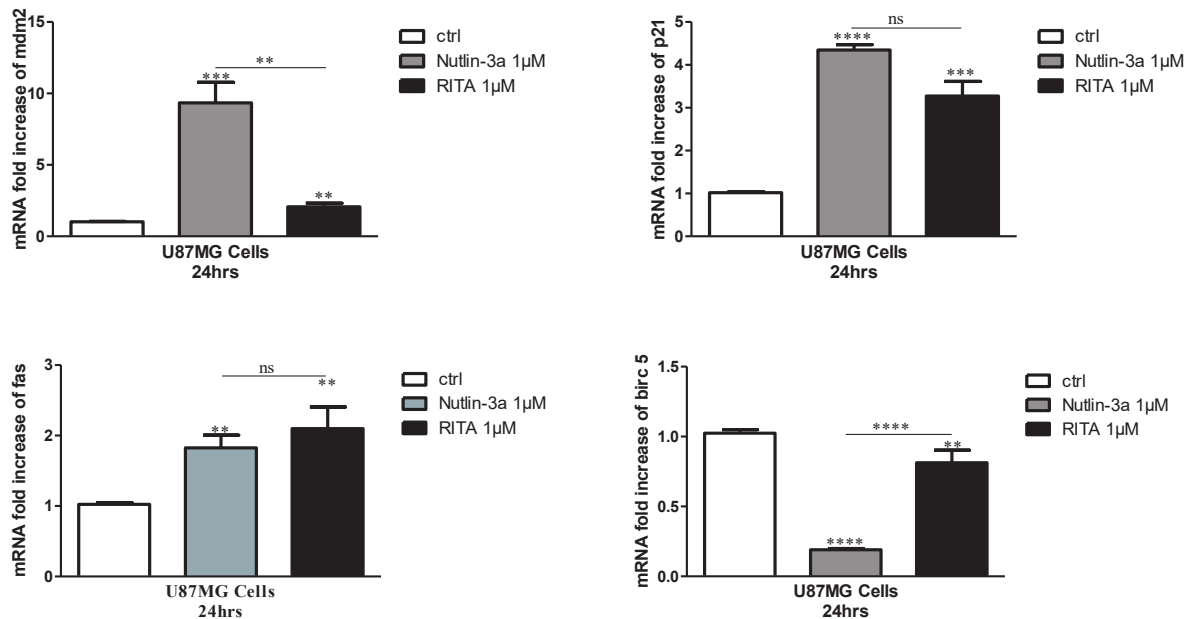 mRNA fold increase of mdm2
15
10
5
0
***
**
**
U87MG Cells
24hrs
ctrl
Nutlin-3a 1µM
RITA 1µM
mRNA fold increase of p21
5
4
3
2
1
0
ns
****
***
U87MG Cells
24hrs
ctrl
Nutlin-3a 1µM
RITA 1µM
mRNA fold increase of fas
3
2
1
0
ns
**
**
U87MG Cells
24hrs
ctrl
Nutlin-3a 1µM
RITA 1µM
mRNA fold increase of birc 5
1.5
1.0
0.5
0.0
****
**
****
U87MG Cells
24hrs
ctrl
Nutlin-3a 1µM
RITA 1µM